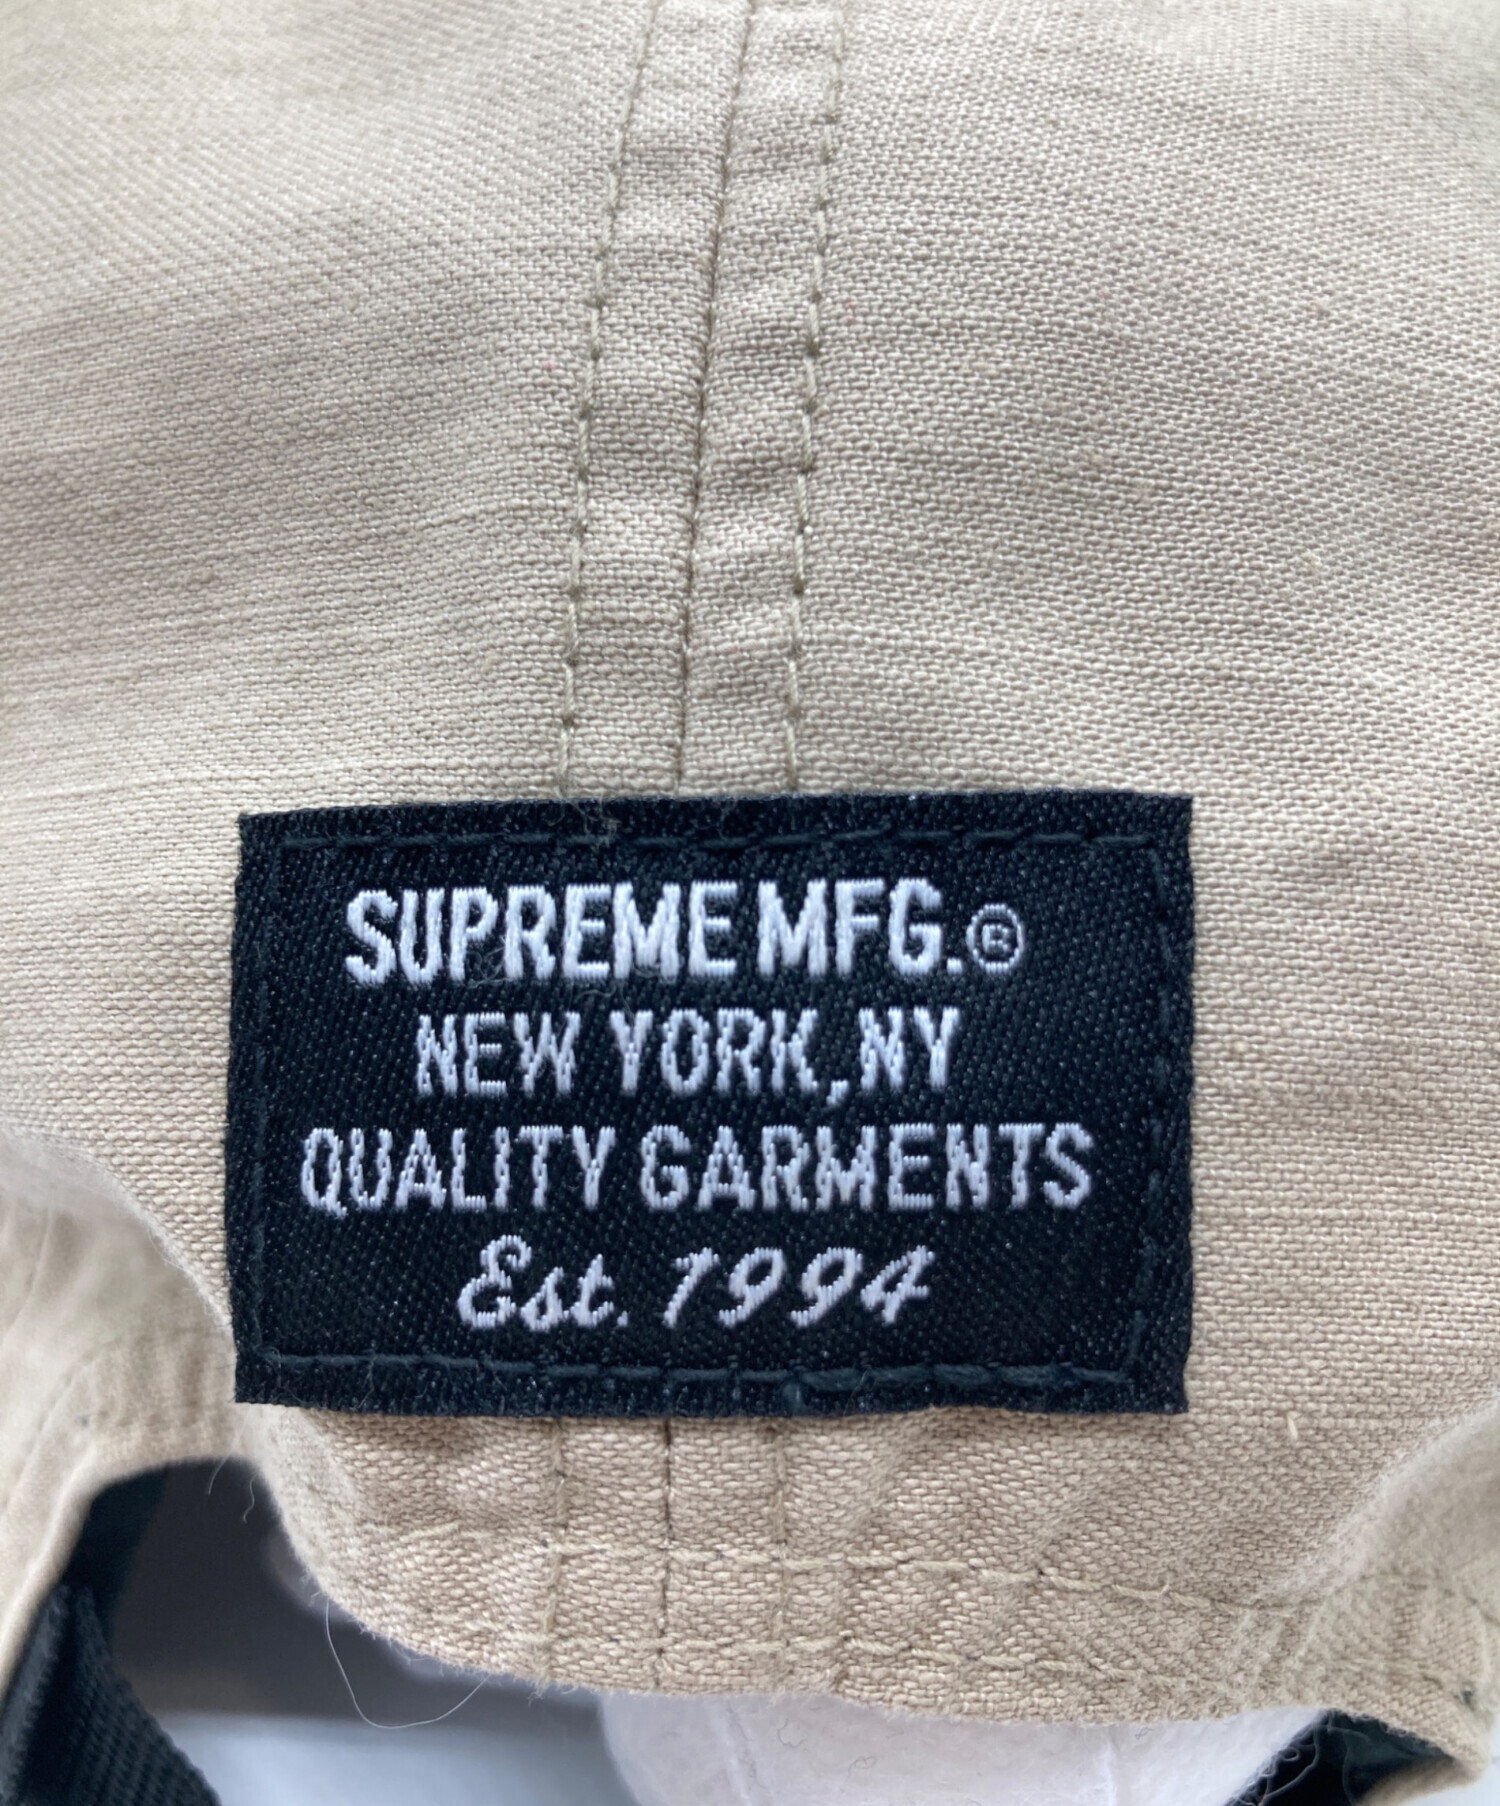 SUPREME MFG.®
NEW YORK, NY
QUALITY GARMENTS
Est. 1994